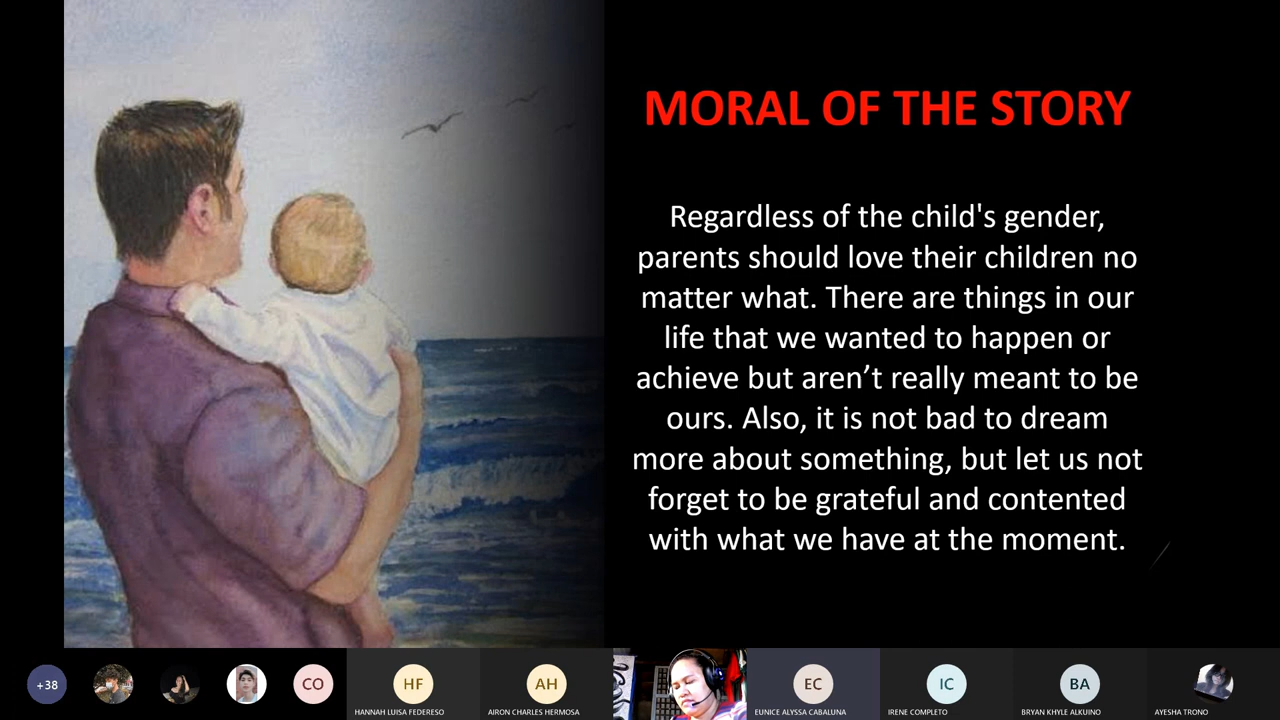 MORAL OF THE STORY
Regardless of the child's gender,
parents should love their children no
matter what. There are things in our
life that we wanted to happen or
achieve but aren’t really meant to be
ours. Also, it is not bad to dream
more about something, but let us not
forget to be grateful and contented
with what we have at the moment.
+38
CO
HF
HANNAH LUISA FEDERESO
AH
AIRON CHARLES HERMOSA
EC
EUNICE ALYSSA CABALUNA
IC
IRENE COMPLETO
BA
BRYAN KHYLE ALKUINO
AYESHA TRONO